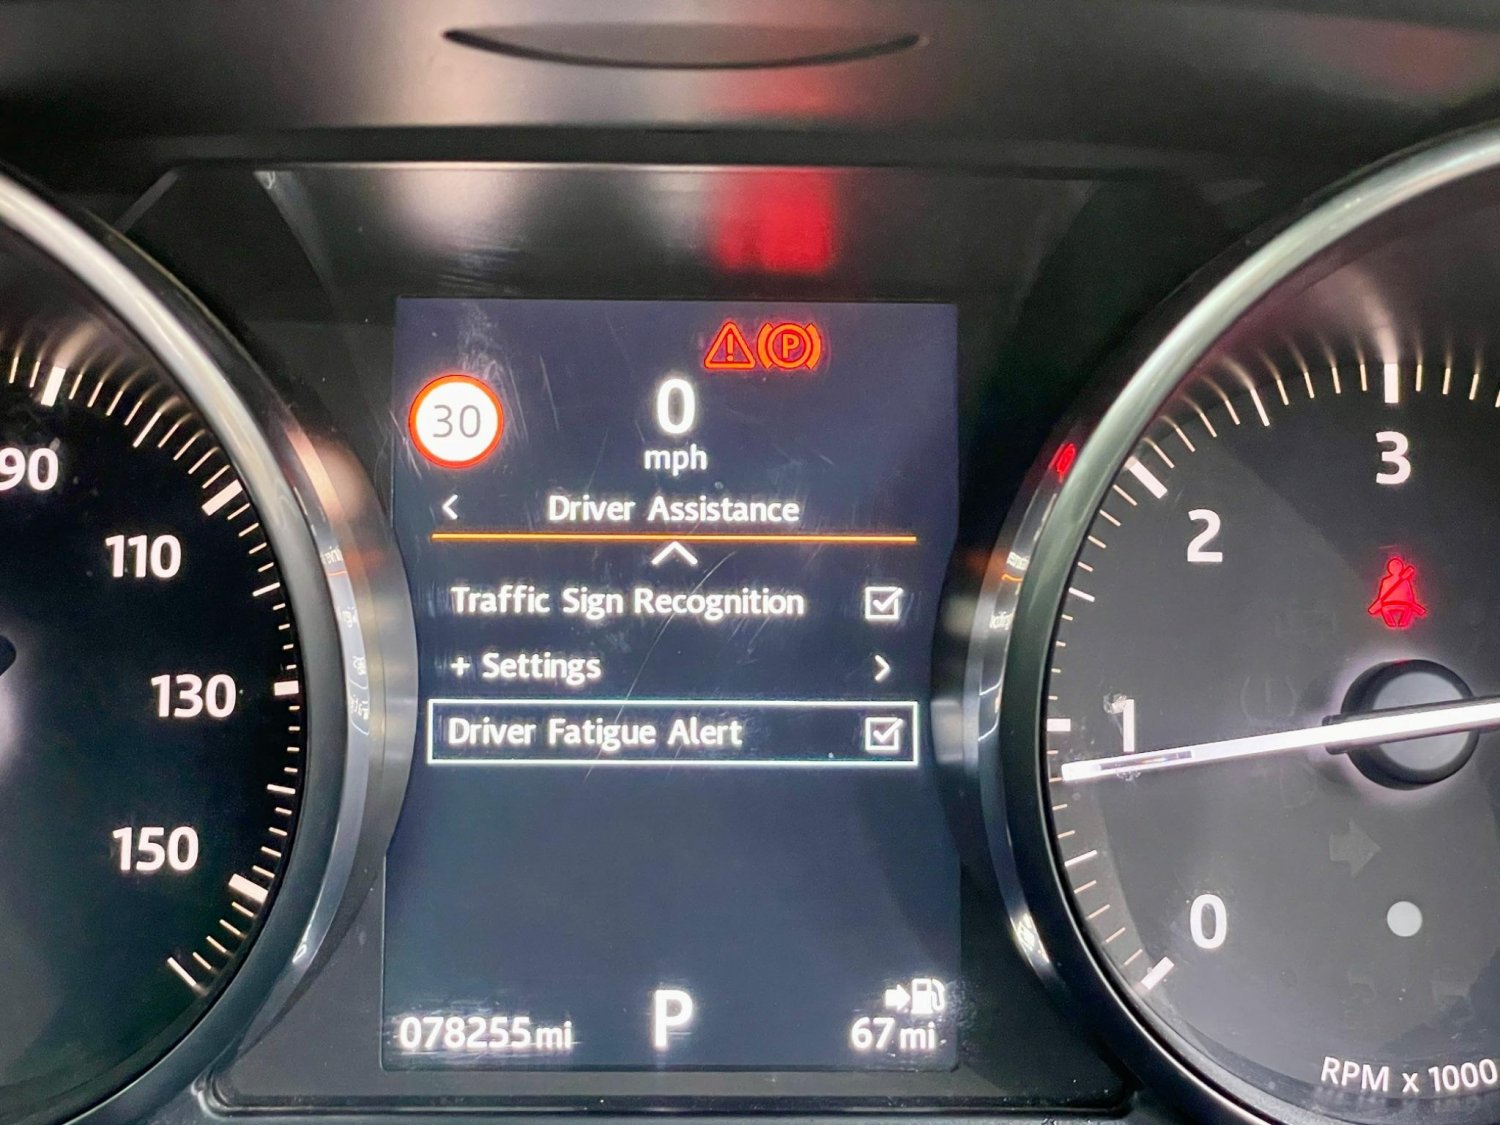 P
30
0
mph
Driver Assistance
Traffic Sign Recognition
+ Settings
Driver Fatigue Alert
078255mi
P
67mi
90
110
130
150
3
2
1
0
RPM x 1000